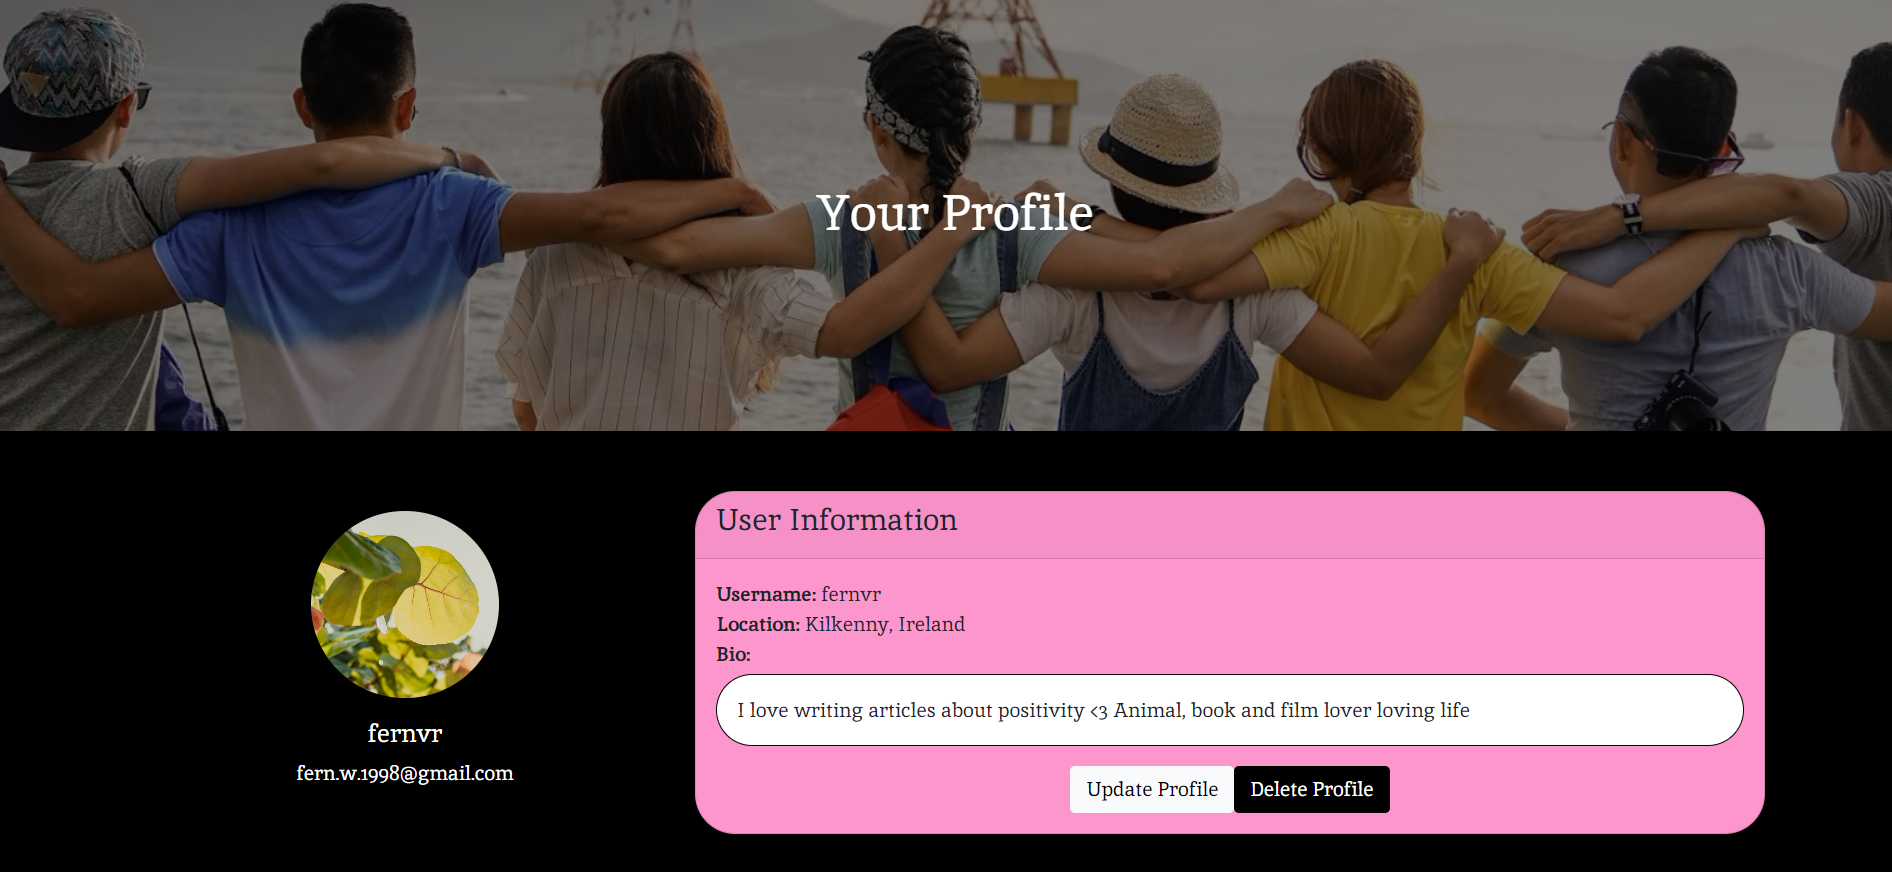 Your Profile
fernvr
fern.w.1998@gmail.com
User Information
Username: fernvr
Location: Kilkenny, Ireland
Bio:
I love writing articles about positivity <3 Animal, book and film lover loving life
Update Profile
Delete Profile